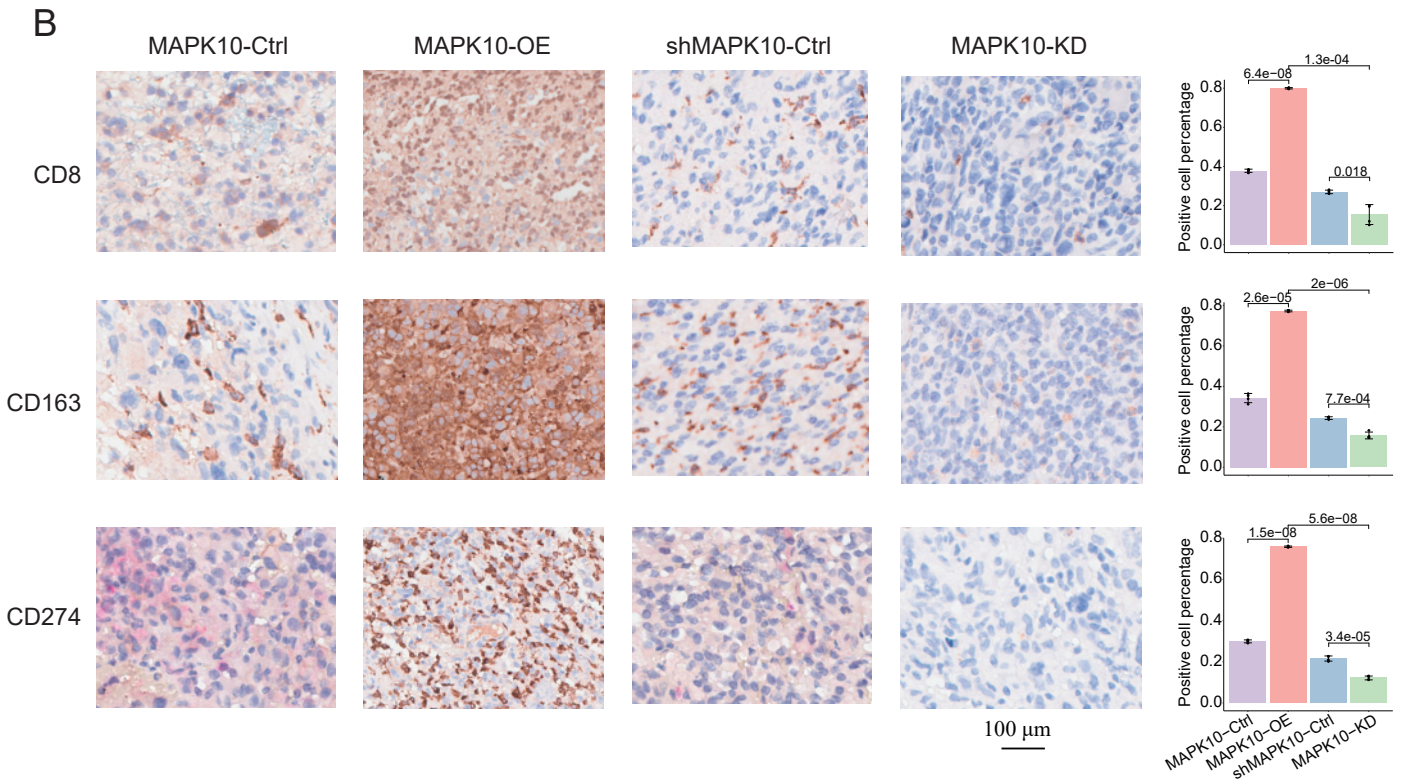 B
MAPK10-Ctrl
MAPK10-OE
shMAPK10-Ctrl
MAPK10-KD
CD8
Positive cell percentage
0.8
0.6
0.4
0.2
0.0
6.4e−08
1.3e-04
0.018
CD163
Positive cell percentage
0.8
0.6
0.4
0.2
0.0
2.6e−05
2e−06
7.7e−04
CD274
Positive cell percentage
0.8
0.6
0.4
0.2
0.0
1.5e−08
5.6e−08
3.4e−05
100 μm
MAPK10−Ctrl
MAPK10−OE
shMAPK10−Ctrl
MAPK10−KD